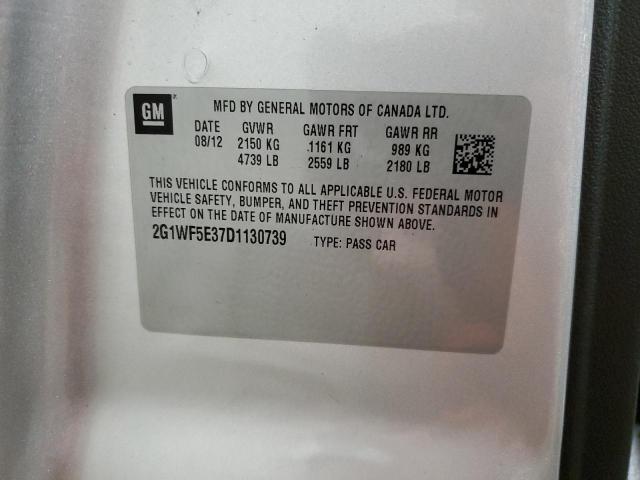 GM
MFD BY GENERAL MOTORS OF CANADA LTD.
DATE GVWR GAWR FRT GAWR RR
08/12 2150 KG 1161 KG 989 KG
4739 LB 2559 LB 2180 LB
THIS VEHICLE CONFORMS TO ALL APPLICABLE U.S. FEDERAL MOTOR
VEHICLE SAFETY, BUMPER, AND THEFT PREVENTION STANDARDS IN
EFFECT ON THE DATE OF MANUFACTURE SHOWN ABOVE.
2G1WF5E37D1130739 TYPE: PASS CAR